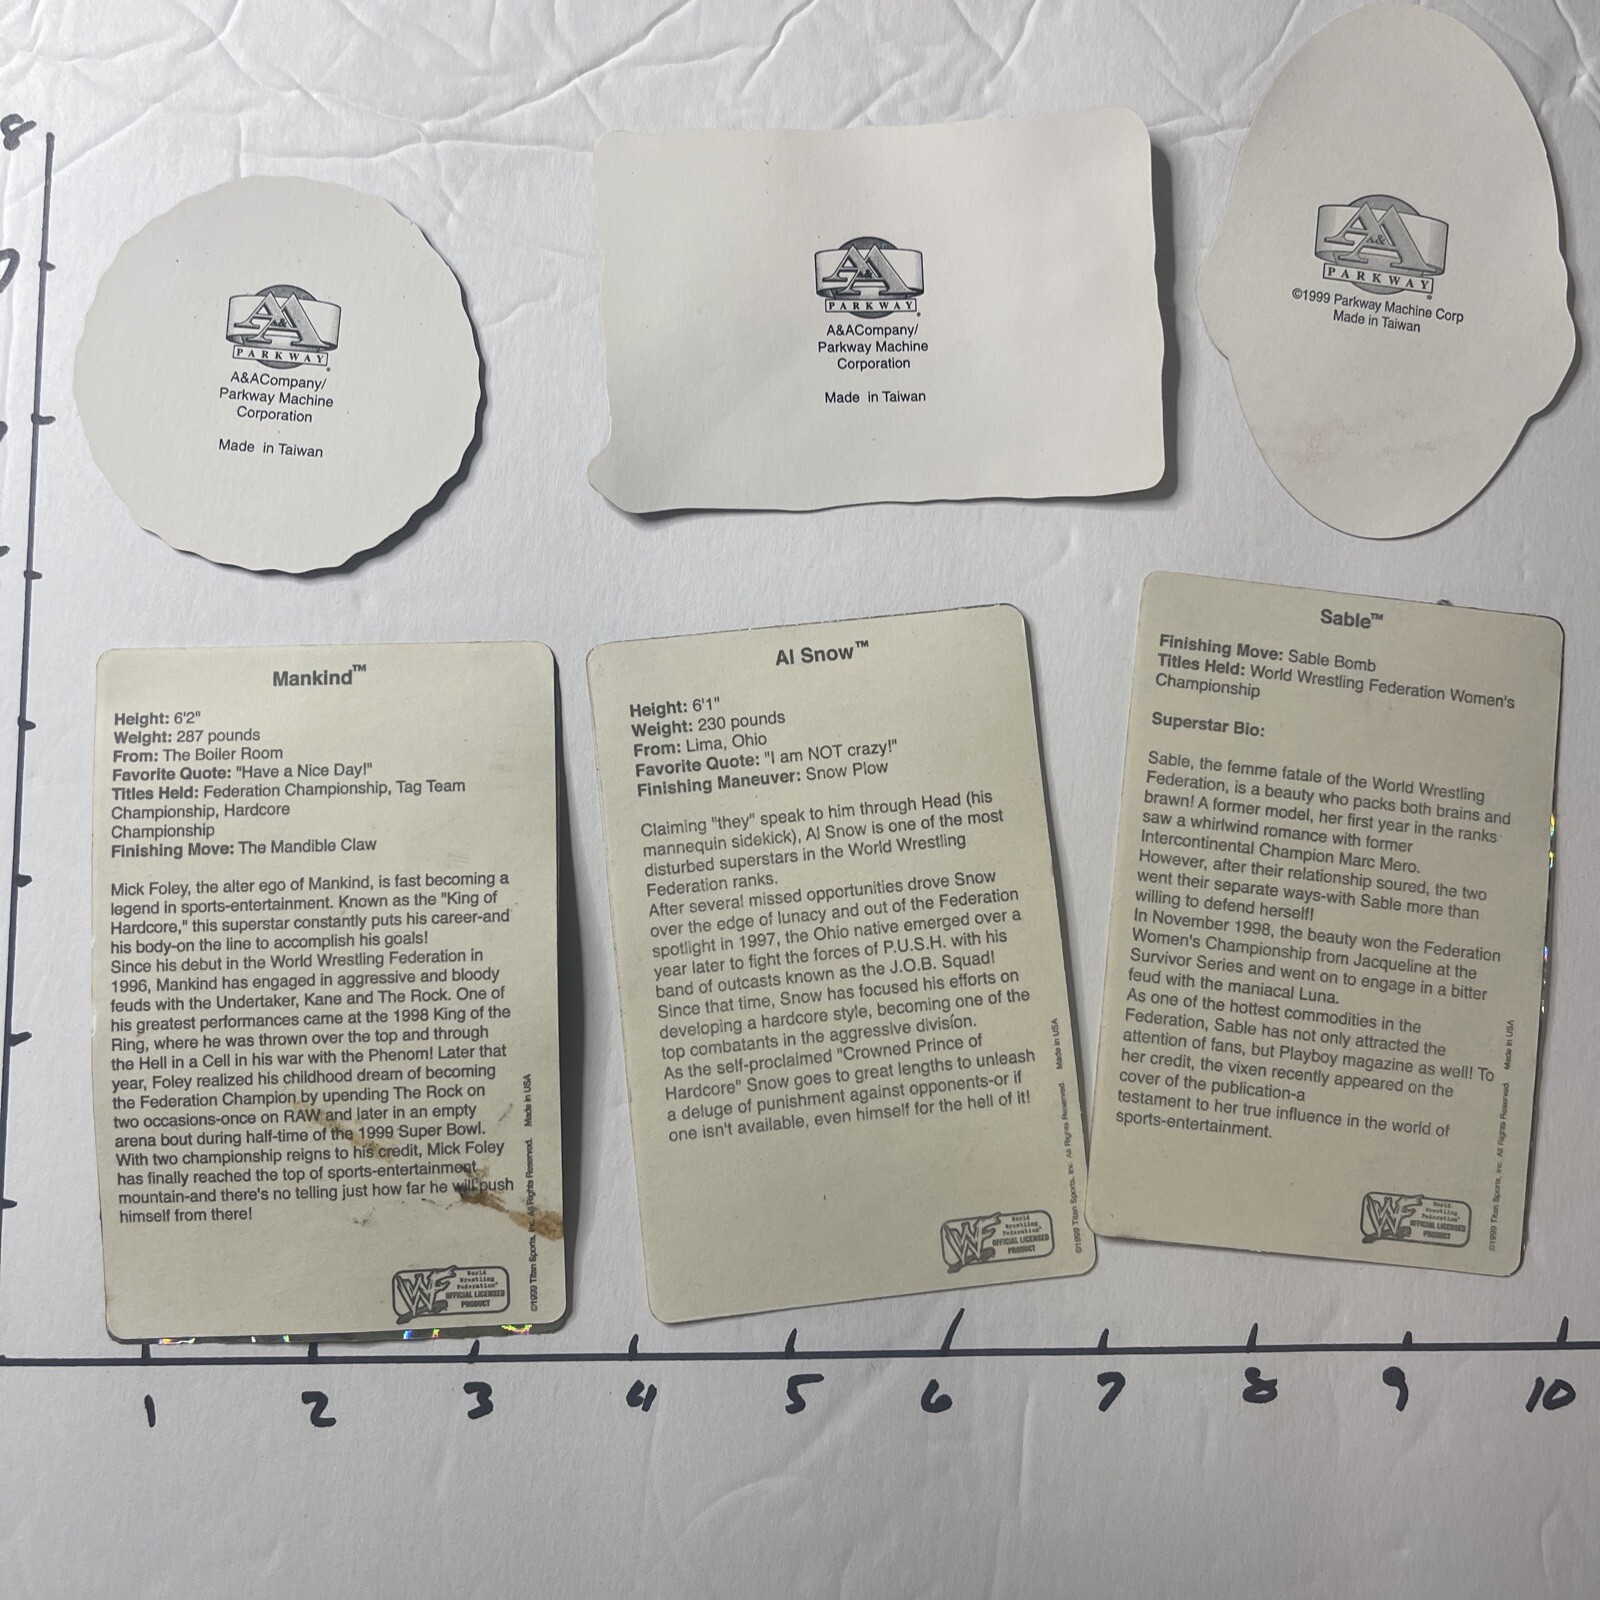 8
7
A&A
PARKWAY
A&ACompany/
Parkway Machine
Corporation
Made in Taiwan
A&A
PARKWAY
A&ACompany/
Parkway Machine
Corporation
Made in Taiwan
A&A
PARKWAY
©1999 Parkway Machine Corp
Made in Taiwan
Mankind™
Height: 6'2"
Weight: 287 pounds
From: The Boiler Room
Favorite Quote: "Have a Nice Day!"
Titles Held: Federation Championship, Tag Team
Championship, Hardcore
Championship
Finishing Move: The Mandible Claw
Mick Foley, the alter ego of Mankind, is fast becoming a
legend in sports-entertainment. Known as the "King of
Hardcore," this superstar constantly puts his career-and
his body-on the line to accomplish his goals!
Since his debut in the World Wrestling Federation in
1996, Mankind has engaged in aggressive and bloody
feuds with the Undertaker, Kane and The Rock. One of
his greatest performances came at the 1998 King of the
Ring, where he was thrown over the top and through
the Hell in a Cell in his war with the Phenom! Later that
year, Foley realized his childhood dream of becoming
the Federation Champion by upending The Rock on
two occasions-once on RAW and later in an empty
arena bout during half-time of the 1999 Super Bowl.
With two championship reigns to his credit, Mick Foley
has finally reached the top of sports-entertainment
mountain-and there's no telling just how far he will push
himself from there!
WF
World
Wrestling
Federation
OFFICIAL LICENSED
PRODUCT
©1999 Titan Sports, Inc. All Rights Reserved. Made in USA
Al Snow™
Height: 6'1"
Weight: 230 pounds
From: Lima, Ohio
Favorite Quote: "I am NOT crazy!"
Finishing Maneuver: Snow Plow
Claiming "they" speak to him through Head (his
mannequin sidekick), Al Snow is one of the most
disturbed superstars in the World Wrestling
Federation ranks.
After several missed opportunities drove Snow
over the edge of lunacy and out of the Federation
spotlight in 1997, the Ohio native emerged over a
year later to fight the forces of P.U.S.H. with his
band of outcasts known as the J.O.B. Squad!
Since that time, Snow has focused his efforts on
developing a hardcore style, becoming one of the
top combatants in the aggressive division.
As the self-proclaimed "Crowned Prince of
Hardcore" Snow goes to great lengths to unleash
a deluge of punishment against opponents-or if
one isn't available, even himself for the hell of it!
WF
World
Wrestling
Federation
OFFICIAL LICENSED
PRODUCT
©1999 Titan Sports, Inc. All Rights Reserved. Made in USA
Sable™
Finishing Move: Sable Bomb
Titles Held: World Wrestling Federation Women's
Championship
Superstar Bio:
Sable, the femme fatale of the World Wrestling
Federation, is a beauty who packs both brains and
brawn! A former model, her first year in the ranks
saw a whirlwind romance with former
Intercontinental Champion Marc Mero.
However, after their relationship soured, the two
went their separate ways-with Sable more than
willing to defend herself!
In November 1998, the beauty won the Federation
Women's Championship from Jacqueline at the
Survivor Series and went on to engage in a bitter
feud with the maniacal Luna.
As one of the hottest commodities in the
Federation, Sable has not only attracted the
attention of fans, but Playboy magazine as well! To
her credit, the vixen recently appeared on the
cover of the publication-a
testament to her true influence in the world of
sports-entertainment.
WF
World
Wrestling
Federation
OFFICIAL LICENSED
PRODUCT
©1999 Titan Sports, Inc. All Rights Reserved. Made in USA
1 2 3 4 5 6 7 8 9 10